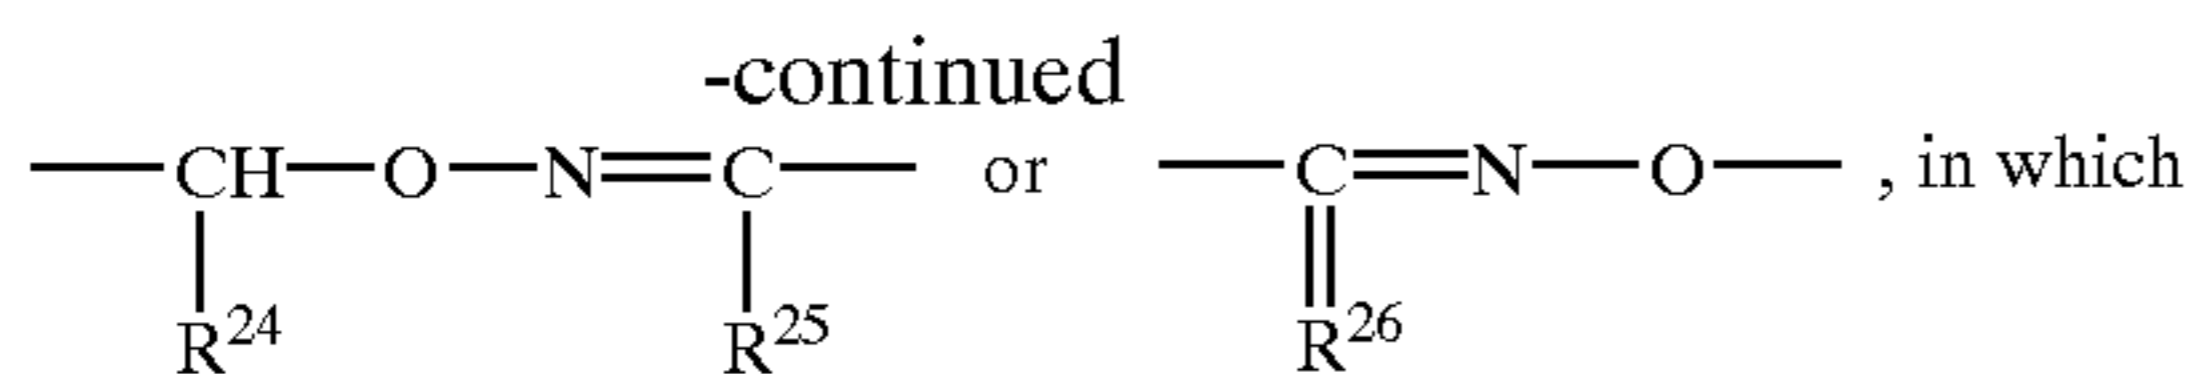 -continued
CH—O—N=C— or —C=N—O— , in which
R24 R25 R26